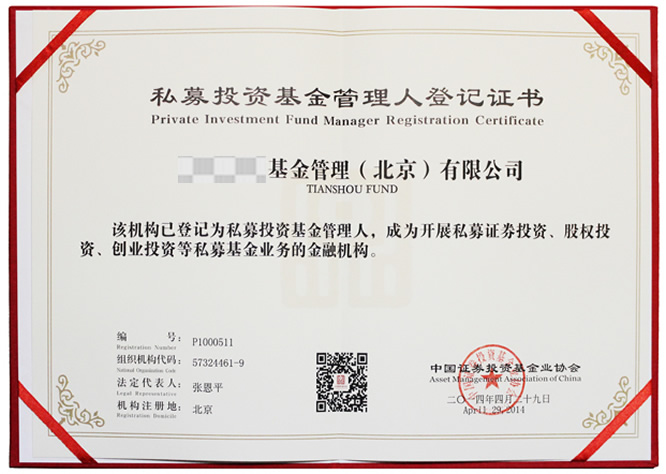 私募投资基金管理人登记证书
Private Investment Fund Manager Registration Certificate
基金管理（北京）有限公司
TIANSHOU FUND
该机构已登记为私募投资基金管理人，成为开展私募证券投资、股权投
资、创业投资等私募基金业务的金融机构。
编 号： P1000511
Registration Number
组织机构代码： 57324461-9
National Organization Code
法定代表人： 张恩平
Legal Representative
机构注册地： 北京
Registration Domicile
中国证券投资基金业协会
Asset Management Association of China
二〇一四年四月二十九日
April 29, 2014